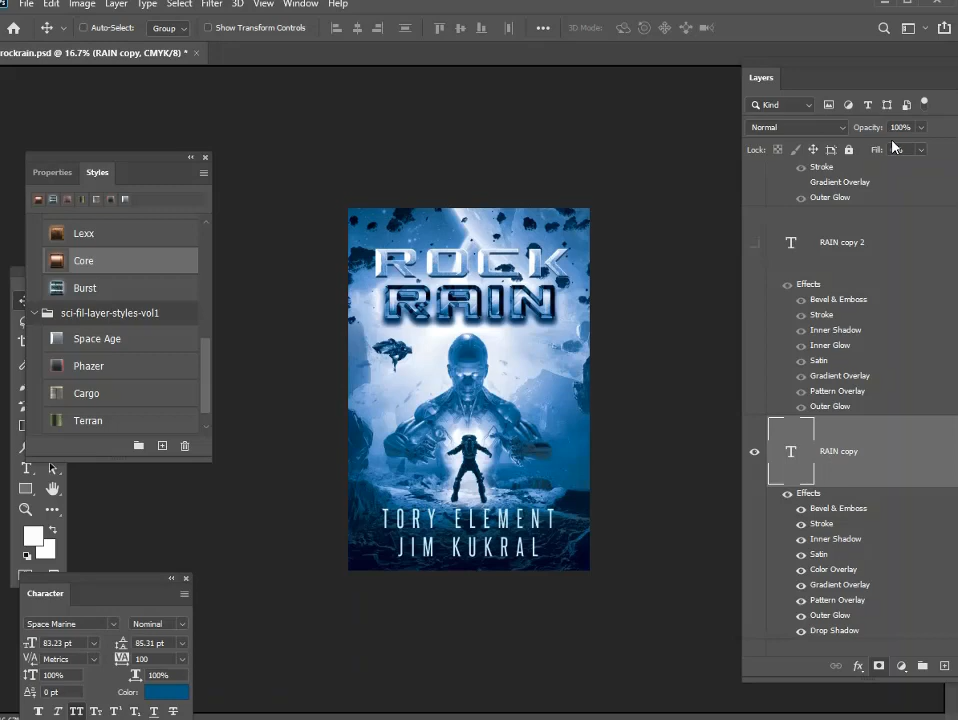 File Edit Image Layer Type Select Filter 3D View Window Help
Auto-Select: Group Show Transform Controls 3D Mode:
rockrain.psd @ 16.7% (RAIN copy, CMYK/8) * ×
Layers
Kind
Normal Opacity: 100%
Lock: Fill:
Stroke
Gradient Overlay
Outer Glow
RAIN copy 2
Effects
Bevel & Emboss
Stroke
Inner Shadow
Inner Glow
Satin
Gradient Overlay
Pattern Overlay
Outer Glow
RAIN copy
Effects
Bevel & Emboss
Stroke
Inner Shadow
Satin
Color Overlay
Gradient Overlay
Pattern Overlay
Outer Glow
Drop Shadow
Properties Styles
Lexx
Core
Burst
sci-fil-layer-styles-vol1
Space Age
Phazer
Cargo
Terran
ROCK
RAIN
TORY ELEMENT
JIM KUKRAL
Character
Space Marine Nominal
83.23 pt 85.31 pt
Metrics 100
100% 100%
0 pt Color: